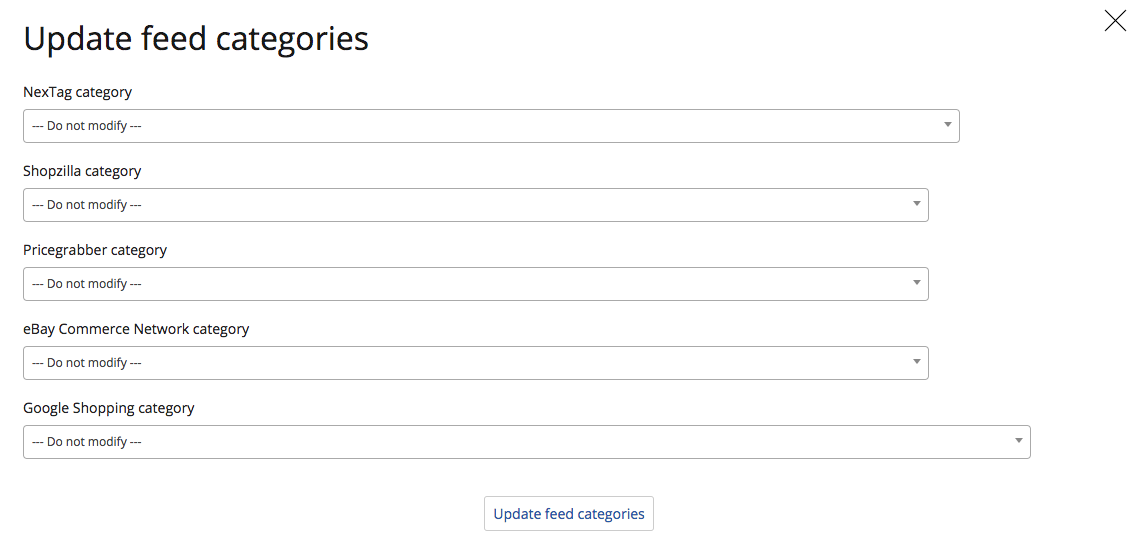 Update feed categories
NexTag category
--- Do not modify ---
Shopzilla category
--- Do not modify ---
Pricegrabber category
--- Do not modify ---
eBay Commerce Network category
--- Do not modify ---
Google Shopping category
--- Do not modify ---
Update feed categories